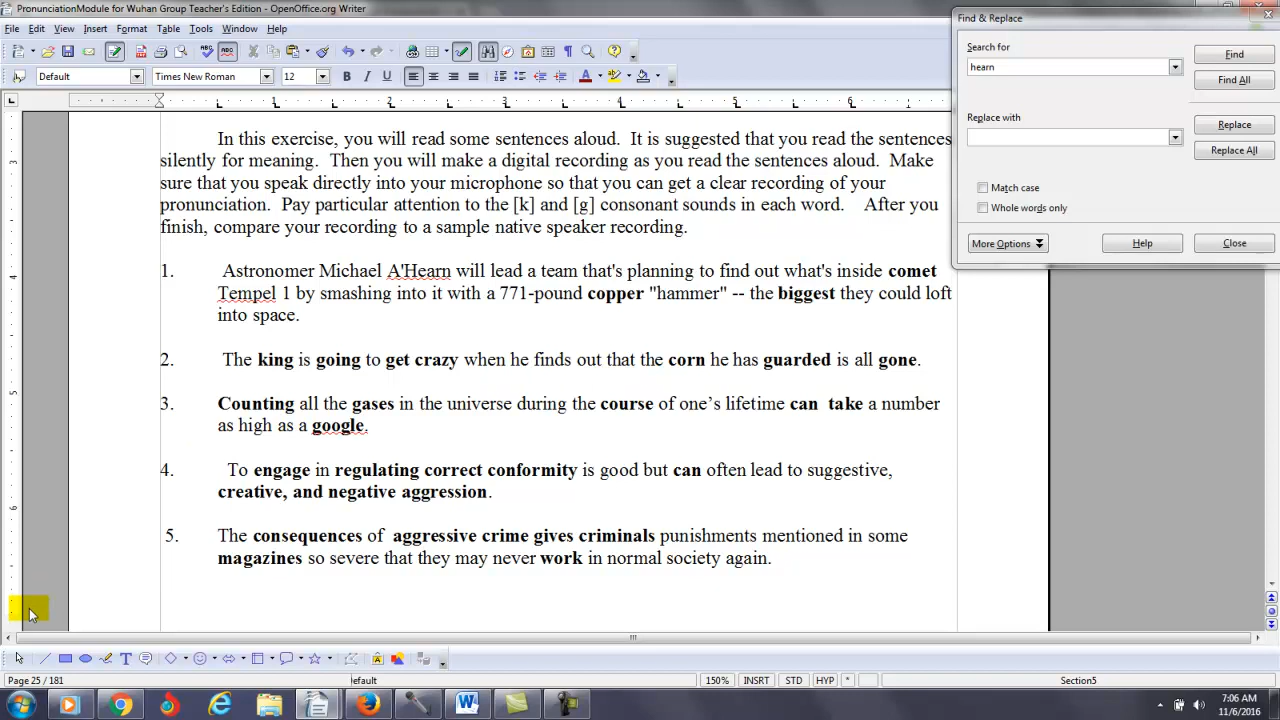 PronunciationModule for Wuhan Group Teacher's Edition - OpenOffice.org Writer
File Edit View Insert Format Table Tools Window Help
Default Times New Roman 12
1 2 3 4 5 6
In this exercise, you will read some sentences aloud. It is suggested that you read the sentences
silently for meaning. Then you will make a digital recording as you read the sentences aloud. Make
sure that you speak directly into your microphone so that you can get a clear recording of your
pronunciation. Pay particular attention to the [k] and [g] consonant sounds in each word. After you
finish, compare your recording to a sample native speaker recording.
1. Astronomer Michael A'Hearn will lead a team that's planning to find out what's inside comet
Tempel 1 by smashing into it with a 771-pound copper "hammer" -- the biggest they could loft
into space.
2. The king is going to get crazy when he finds out that the corn he has guarded is all gone.
3. Counting all the gases in the universe during the course of one’s lifetime can take a number
as high as a google.
4. To engage in regulating correct conformity is good but can often lead to suggestive,
creative, and negative aggression.
5. The consequences of aggressive crime gives criminals punishments mentioned in some
magazines so severe that they may never work in normal society again.
3
4
5
6
Find & Replace
Search for
hearn
Find
Find All
Replace with
Replace
Replace All
Match case
Whole words only
More Options Help Close
Page 25 / 181 efault 150% INSRT STD HYP * Section5
7:06 AM
11/6/2016